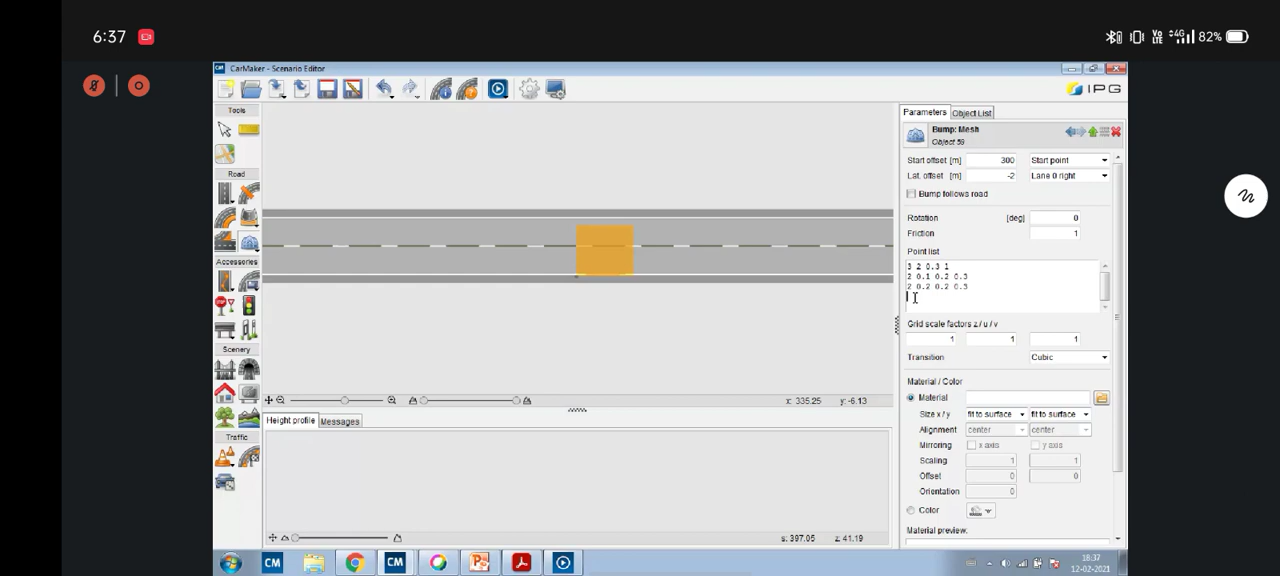 6:37
Vo LTE 4G 82%
CarMaker - Scenario Editor
IPG
Tools
Road
Accessories
Scenery
Traffic
STOP
x: 335.25 y: -6.13
Height profile Messages
s: 397.05 z: 41.19
Parameters Object List
Bump: Mesh
Object 59
Start offset [m] 300 Start point
Lat. offset [m] -2 Lane 0 right
Bump follows road
Rotation [deg] 0
Friction 1
Point list
3 2 0.3 1
2 0.1 0.2 0.3
2 0.2 0.2 0.3
Grid scale factors z / u / v
1 1 1
Transition Cubic
Material / Color
Material
Size x / y fit to surface fit to surface
Alignment center center
Mirroring x axis y axis
Scaling 1 1
Offset 0 0
Orientation 0
Color
Material preview:
CM CM
18:37
12-02-2021